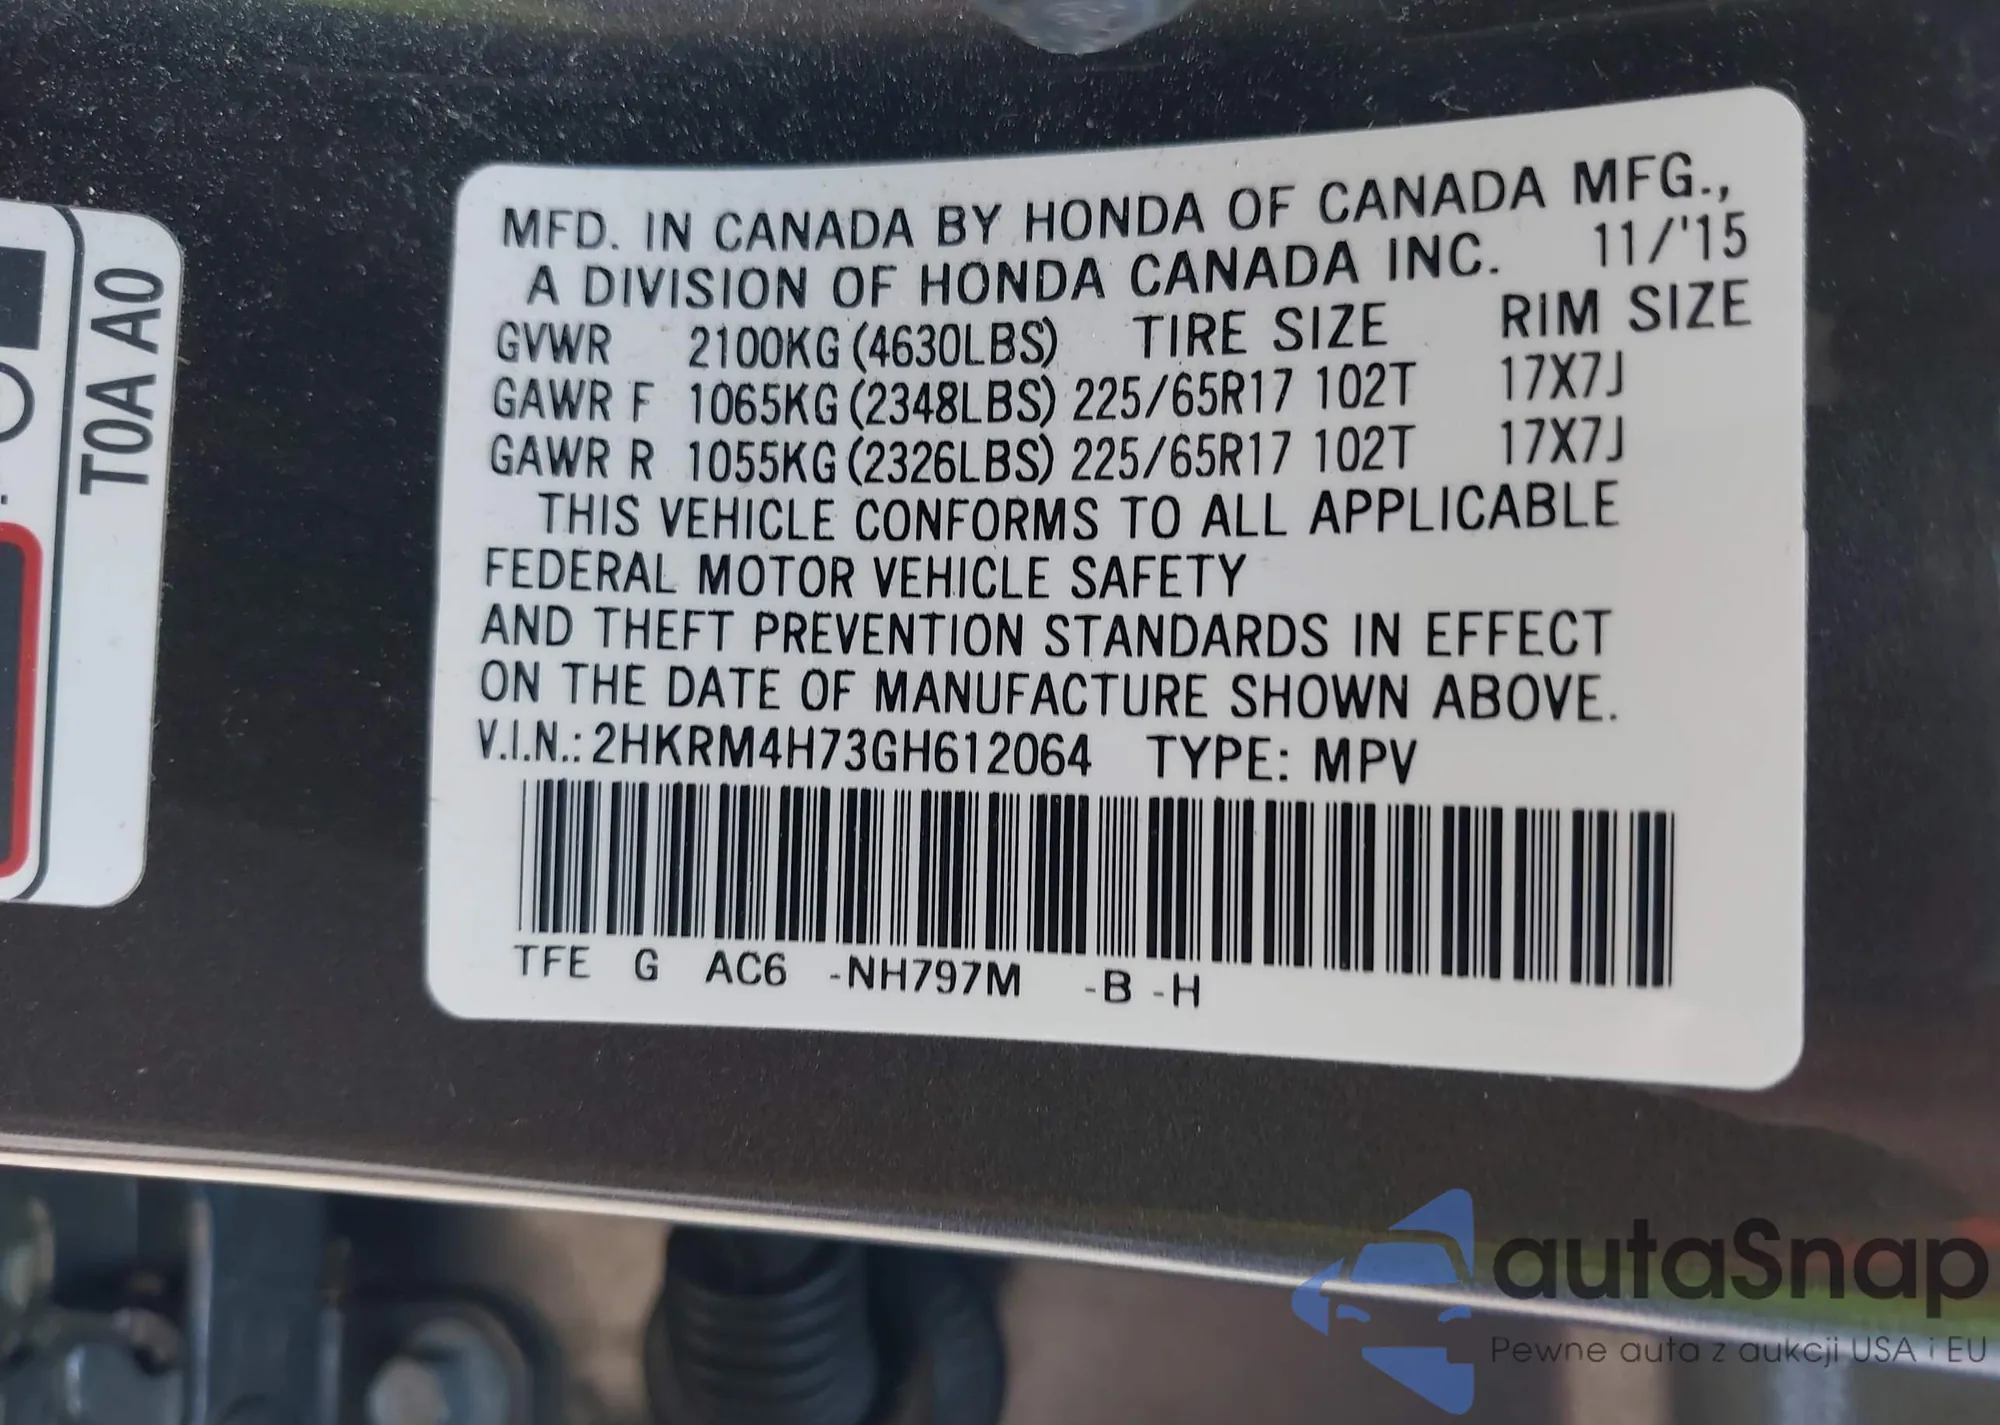 T0A A0
MFD. IN CANADA BY HONDA OF CANADA MFG.,
A DIVISION OF HONDA CANADA INC. 11/'15
GVWR 2100KG (4630LBS) TIRE SIZE RIM SIZE
GAWR F 1065KG (2348LBS) 225/65R17 102T 17X7J
GAWR R 1055KG (2326LBS) 225/65R17 102T 17X7J
THIS VEHICLE CONFORMS TO ALL APPLICABLE
FEDERAL MOTOR VEHICLE SAFETY
AND THEFT PREVENTION STANDARDS IN EFFECT
ON THE DATE OF MANUFACTURE SHOWN ABOVE.
V.I.N.: 2HKRM4H73GH612064 TYPE: MPV
TFE G AC6 -NH797M -B -H
autaSnap
Pewne auta z aukcji USA i EU